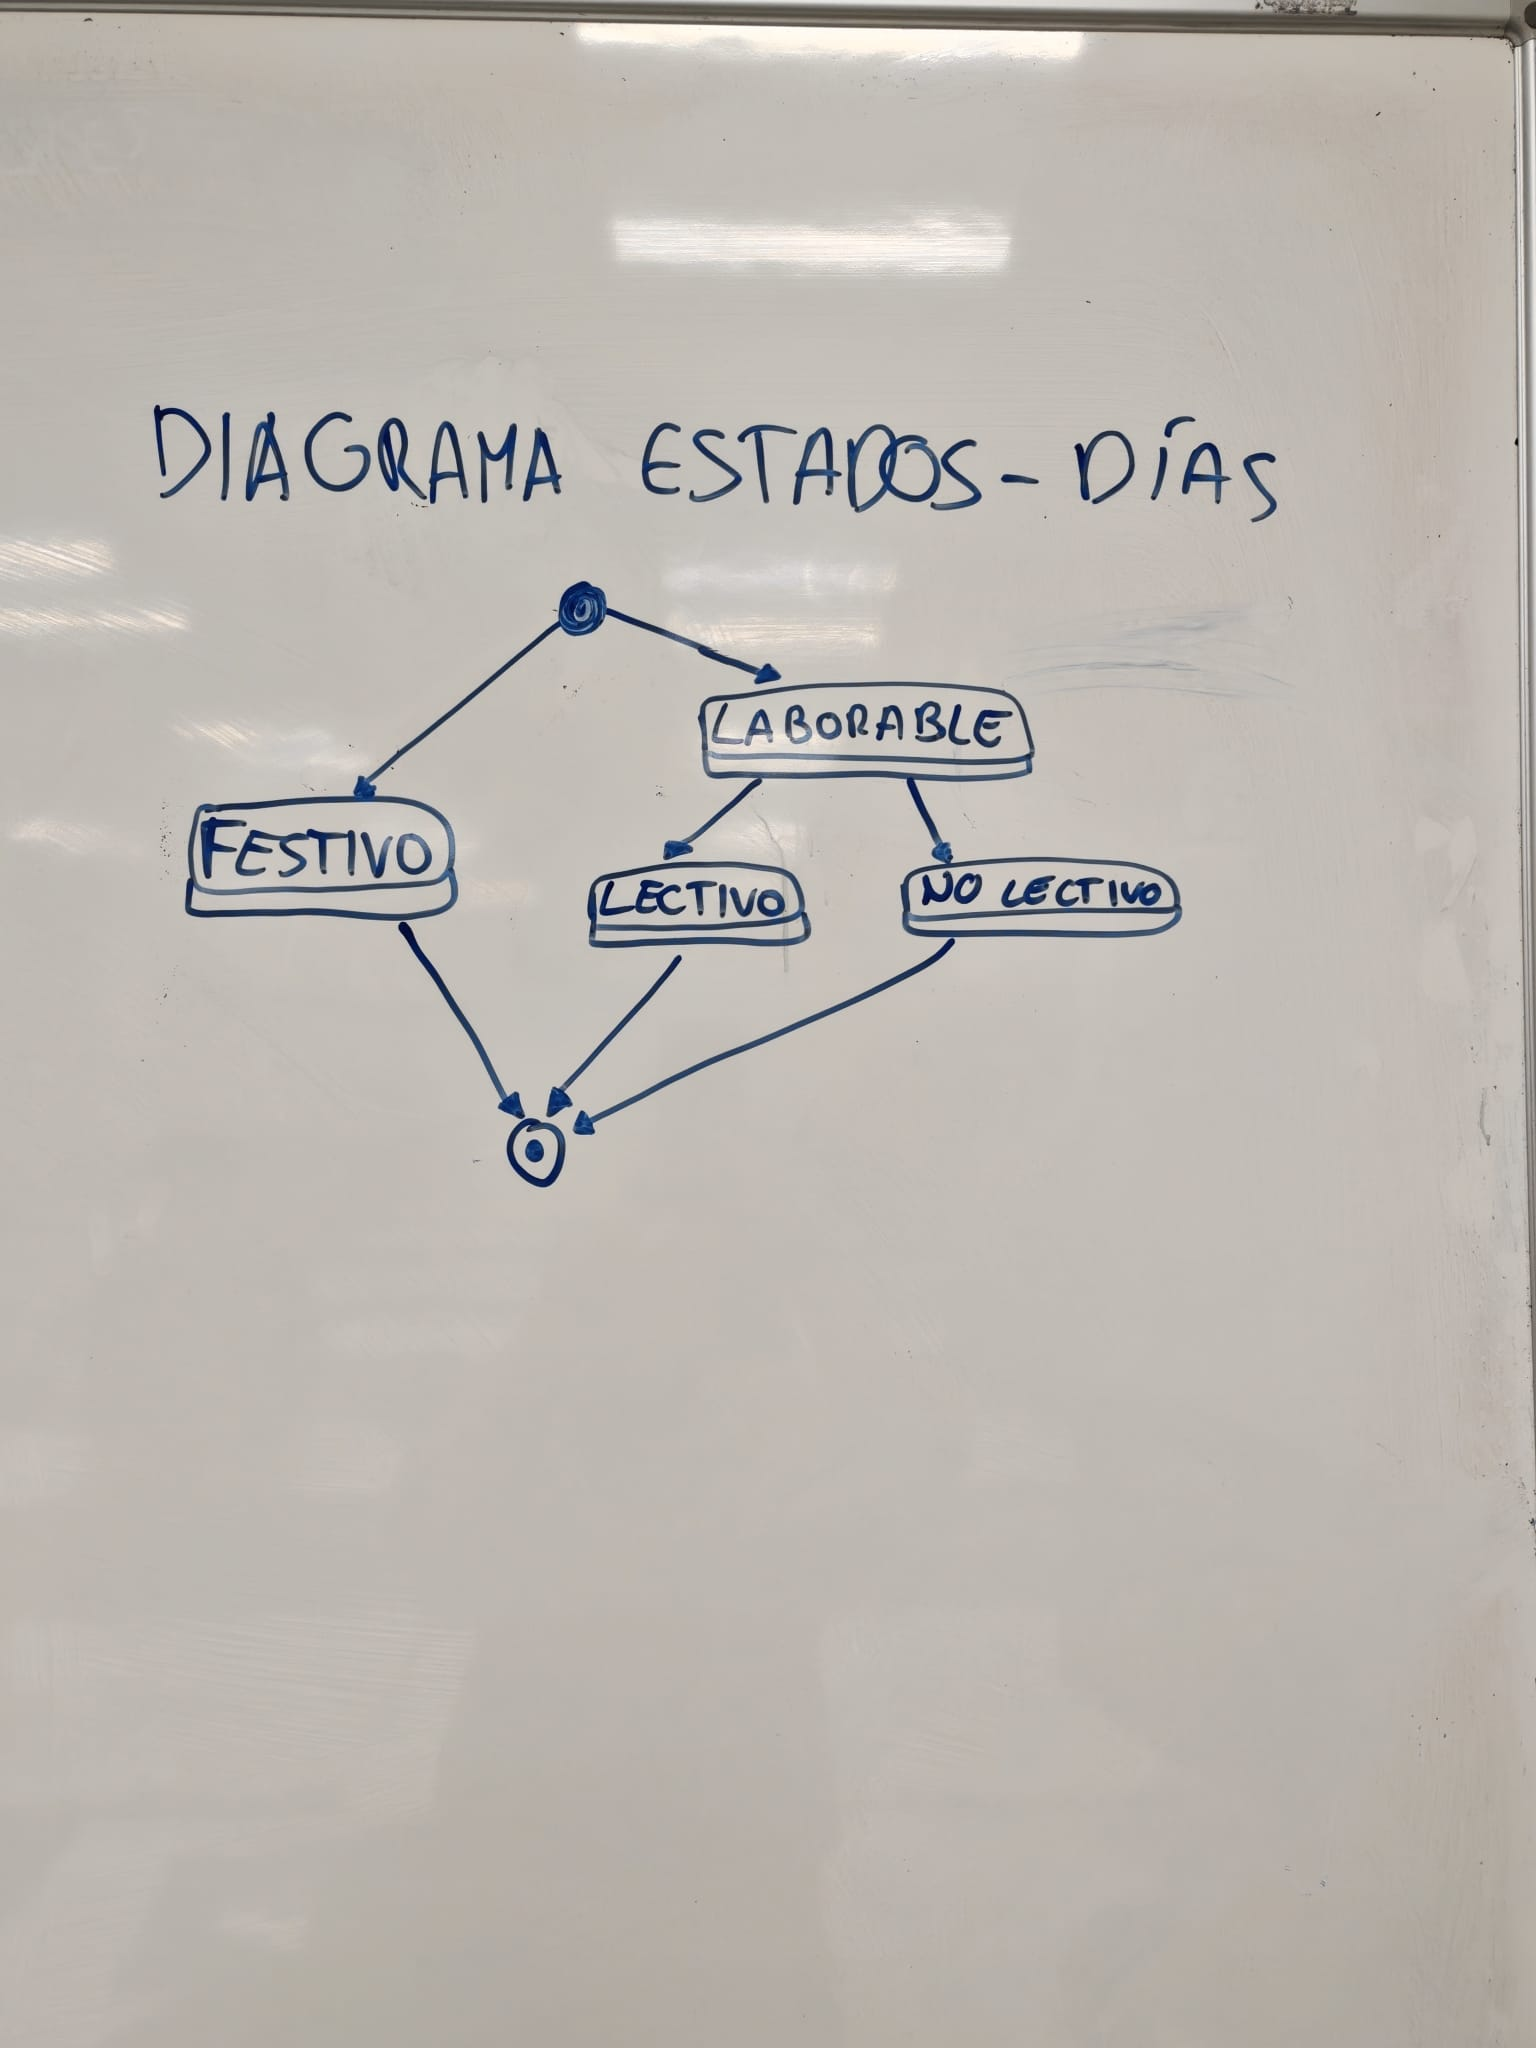 DIAGRAMA ESTADOS - DÍAS
LABORABLE
FESTIVO
LECTIVO
NO LECTIVO